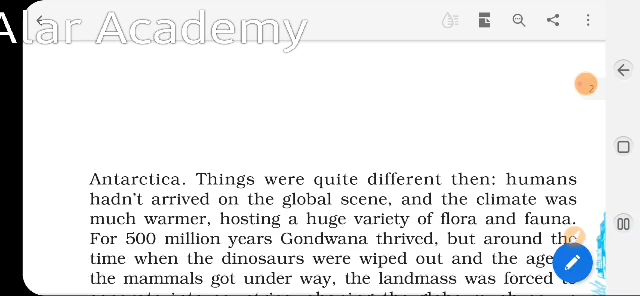 Alar Academy
2
Antarctica. Things were quite different then: humans
hadn't arrived on the global scene, and the climate was
much warmer, hosting a huge variety of flora and fauna.
For 500 million years Gondwana thrived, but around the
time when the dinosaurs were wiped out and the age
the mammals got under way, the landmass was forced